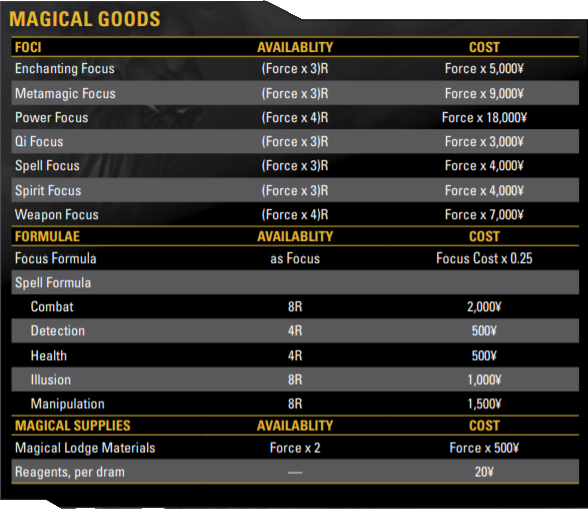 MAGICAL GOODS
FOCI AVAILABLITY COST
Enchanting Focus (Force x 3)R Force x 5,000¥
Metamagic Focus (Force x 3)R Force x 9,000¥
Power Focus (Force x 4)R Force x 18,000¥
Qi Focus (Force x 3)R Force x 3,000¥
Spell Focus (Force x 3)R Force x 4,000¥
Spirit Focus (Force x 3)R Force x 4,000¥
Weapon Focus (Force x 4)R Force x 7,000¥
FORMULAE AVAILABLITY COST
Focus Formula as Focus Focus Cost x 0.25
Spell Formula
Combat 8R 2,000¥
Detection 4R 500¥
Health 4R 500¥
Illusion 8R 1,000¥
Manipulation 8R 1,500¥
MAGICAL SUPPLIES AVAILABLITY COST
Magical Lodge Materials Force x 2 Force x 500¥
Reagents, per dram — 20¥